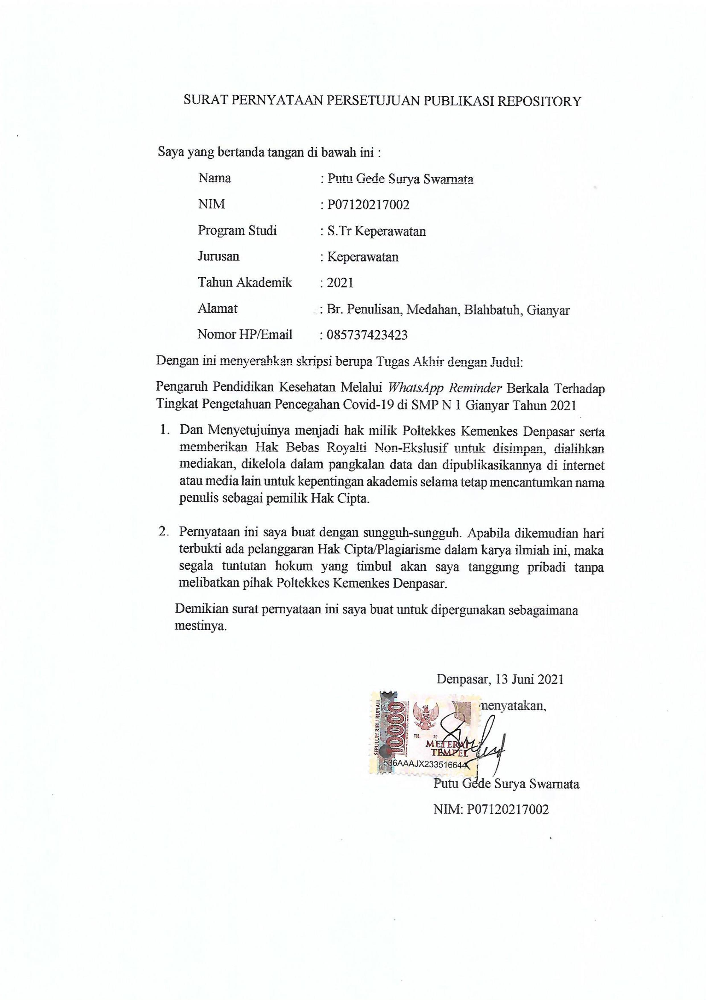 SURAT PERNYATAAN PERSETUJUAN PUBLIKASI REPOSITORY
Saya yang bertanda tangan di bawah ini :
Nama : Putu Gede Surya Swarnata
NIM : P07120217002
Program Studi : S.Tr Keperawatan
Jurusan : Keperawatan
Tahun Akademik : 2021
Alamat : Br. Penulisan, Medahan, Blahbatuh, Gianyar
Nomor HP/Email : 085737423423
Dengan ini menyerahkan skripsi berupa Tugas Akhir dengan Judul:
Pengaruh Pendidikan Kesehatan Melalui WhatsApp Reminder Berkala Terhadap
Tingkat Pengetahuan Pencegahan Covid-19 di SMP N 1 Gianyar Tahun 2021
1. Dan Menyetujuinya menjadi hak milik Poltekkes Kemenkes Denpasar serta
memberikan Hak Bebas Royalti Non-Ekslusif untuk disimpan, dialihkan
mediakan, dikelola dalam pangkalan data dan dipublikasikannya di internet
atau media lain untuk kepentingan akademis selama tetap mencantumkan nama
penulis sebagai pemilik Hak Cipta.
2. Pernyataan ini saya buat dengan sungguh-sungguh. Apabila dikemudian hari
terbukti ada pelanggaran Hak Cipta/Plagiarisme dalam karya ilmiah ini, maka
segala tuntutan hokum yang timbul akan saya tanggung pribadi tanpa
melibatkan pihak Poltekkes Kemenkes Denpasar.
Demikian surat pernyataan ini saya buat untuk dipergunakan sebagaimana
mestinya.
Denpasar, 13 Juni 2021
menyatakan,
SEPULUH RIBU RUPIAH
10000
TGL. 20
METERAI
TEMPEL
536AAAJX233516644
Putu Gede Surya Swarnata
NIM: P07120217002